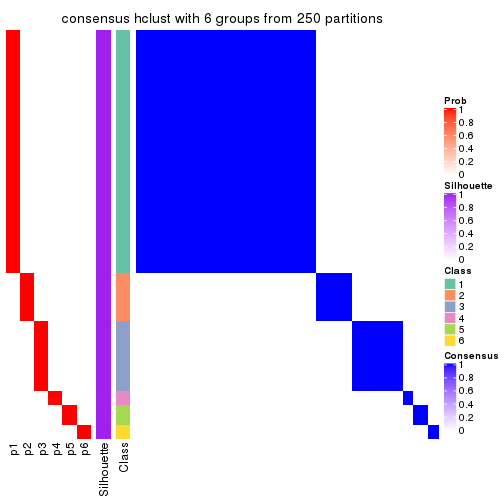 consensus hclust with 6 groups from 250 partitions
Prob
1
0.8
0.6
0.4
0.2
0
Silhouette
1
0.8
0.6
0.4
0.2
0
Class
1
2
3
4
5
6
Consensus
1
0.8
0.6
0.4
0.2
0
p1
p2
p3
p4
p5
p6
Silhouette
Class